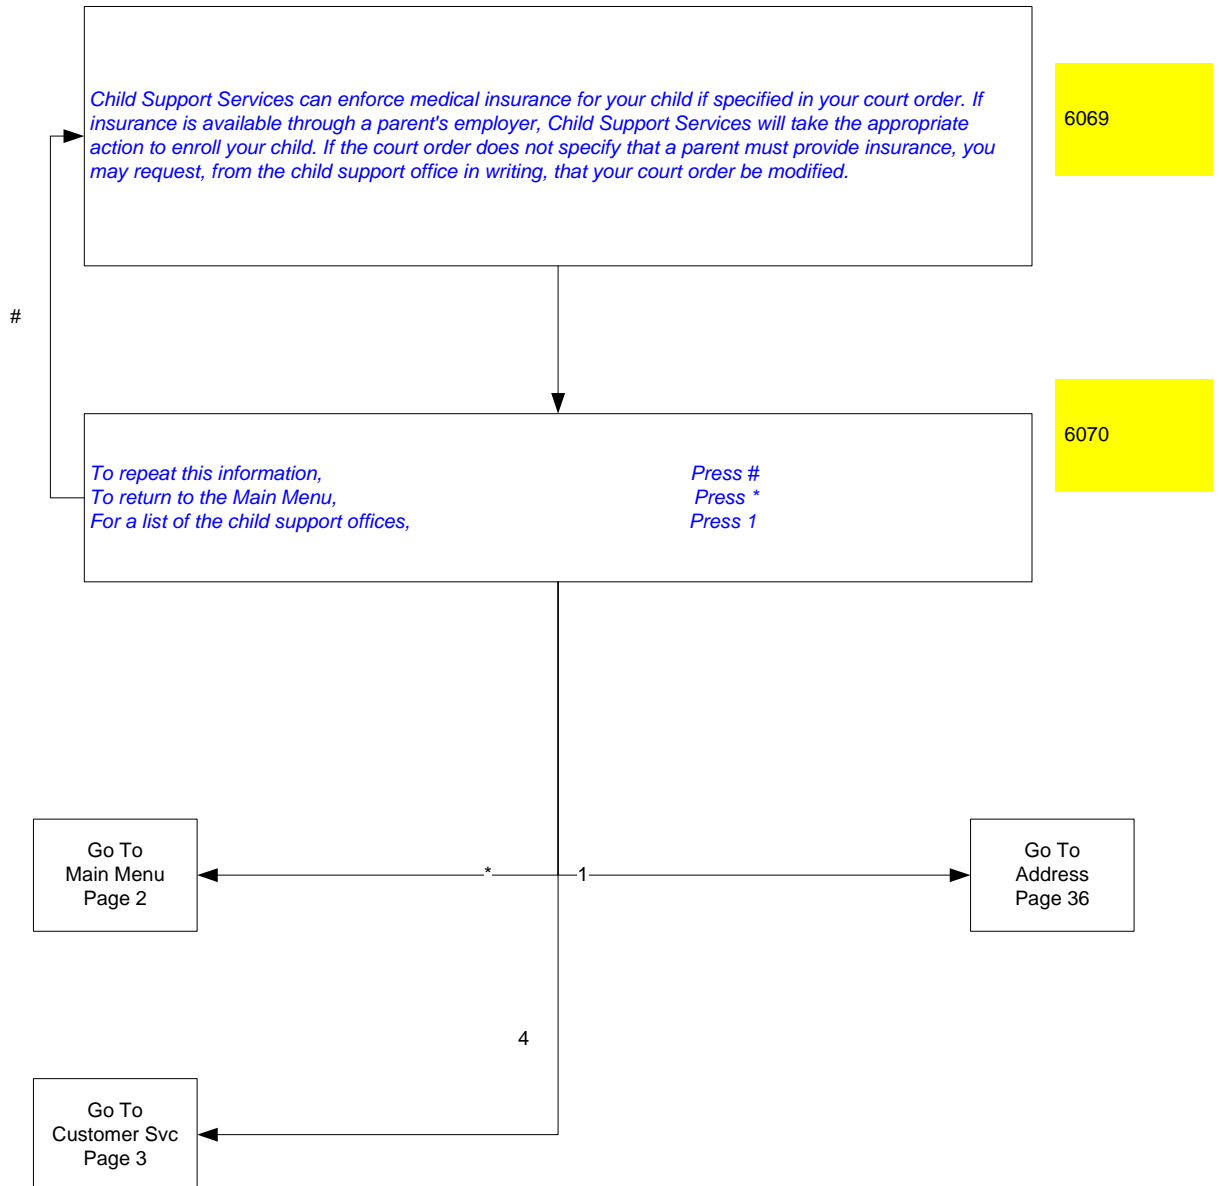 Child Support Services can enforce medical insurance for your child if specified in your court order. If
insurance is available through a parent's employer, Child Support Services will take the appropriate
action to enroll your child. If the court order does not specify that a parent must provide insurance, you
may request, from the child support office in writing, that your court order be modified.
6069
#
6070
To repeat this information, Press #
To return to the Main Menu, Press *
For a list of the child support offices, Press 1
Go To
Main Menu
Page 2
*
1
Go To
Address
Page 36
4
Go To
Customer Svc
Page 3